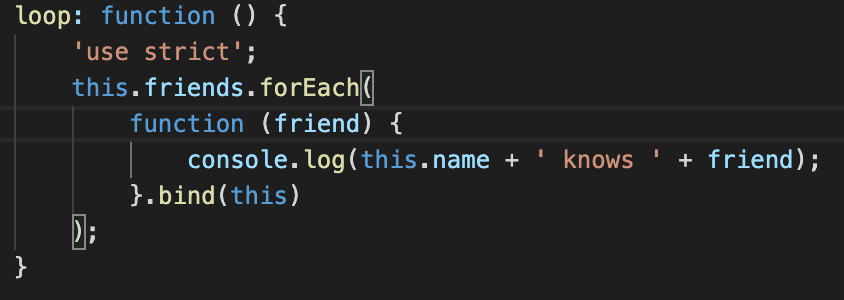 loop: function () {
    'use strict';
    this.friends.forEach(
        function (friend) {
            console.log(this.name + ' knows ' + friend);
        }.bind(this)
    );
}